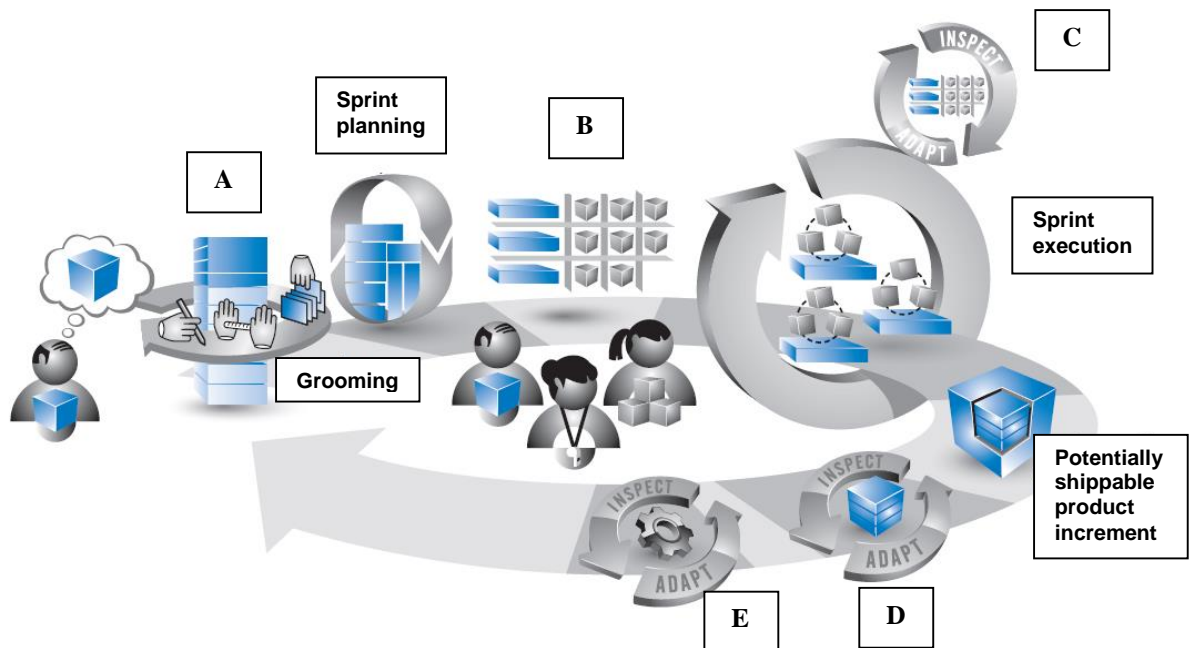 C
INSPECT
ADAPT
Sprint
planning
B
A
Sprint
execution
Grooming
Potentially
shippable
product
increment
INSPECT
ADAPT
INSPECT
ADAPT
E
D